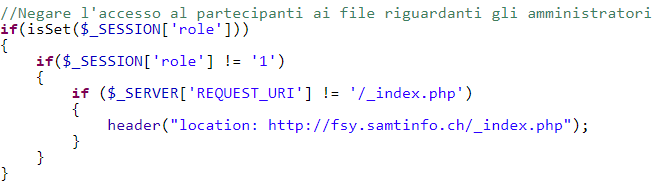 //Negare l'accesso al partecipanti ai file riguardanti gli amministratori
if(isSet($_SESSION['role']))
{
    if($_SESSION['role'] != '1')
    {
        if ($_SERVER['REQUEST_URI'] != '/_index.php')
        {
            header("location: http://fsy.samtinfo.ch/_index.php");
        }
    }
}